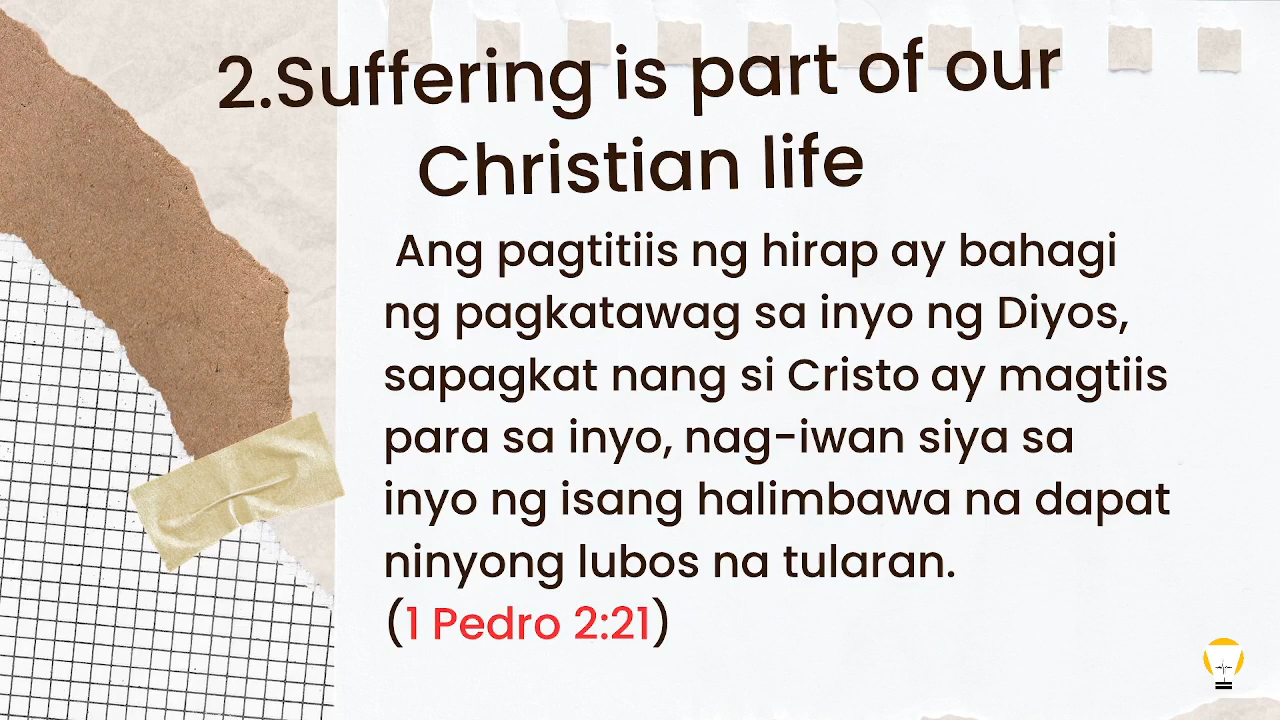 2.Suffering is part of our
Christian life
Ang pagtitiis ng hirap ay bahagi
ng pagkatawag sa inyo ng Diyos,
sapagkat nang si Cristo ay magtiis
para sa inyo, nag-iwan siya sa
inyo ng isang halimbawa na dapat
ninyong lubos na tularan.
(1 Pedro 2:21)